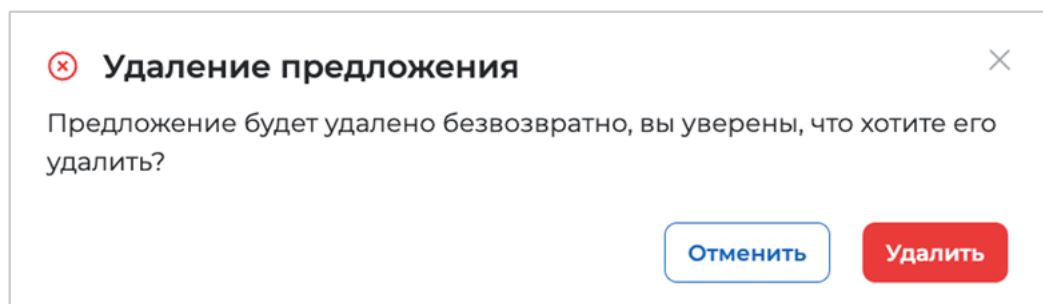 Удаление предложения
Предложение будет удалено безвозвратно, вы уверены, что хотите его
удалить?
Отменить
Удалить